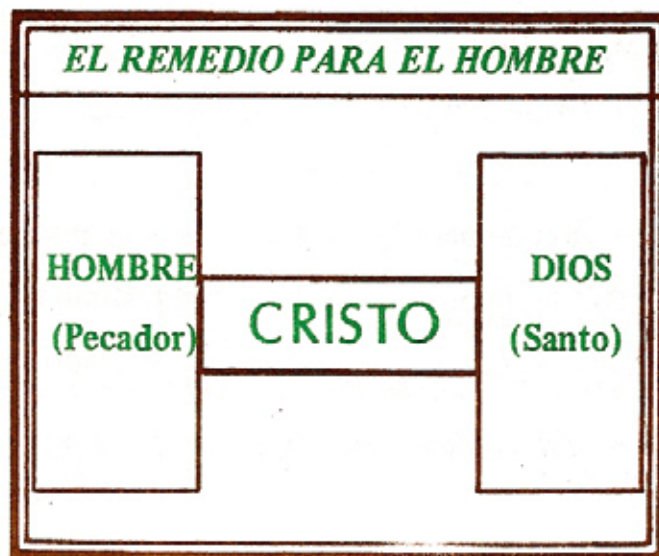 EL REMEDIO PARA EL HOMBRE
HOMBRE
(Pecador)
CRISTO
DIOS
(Santo)